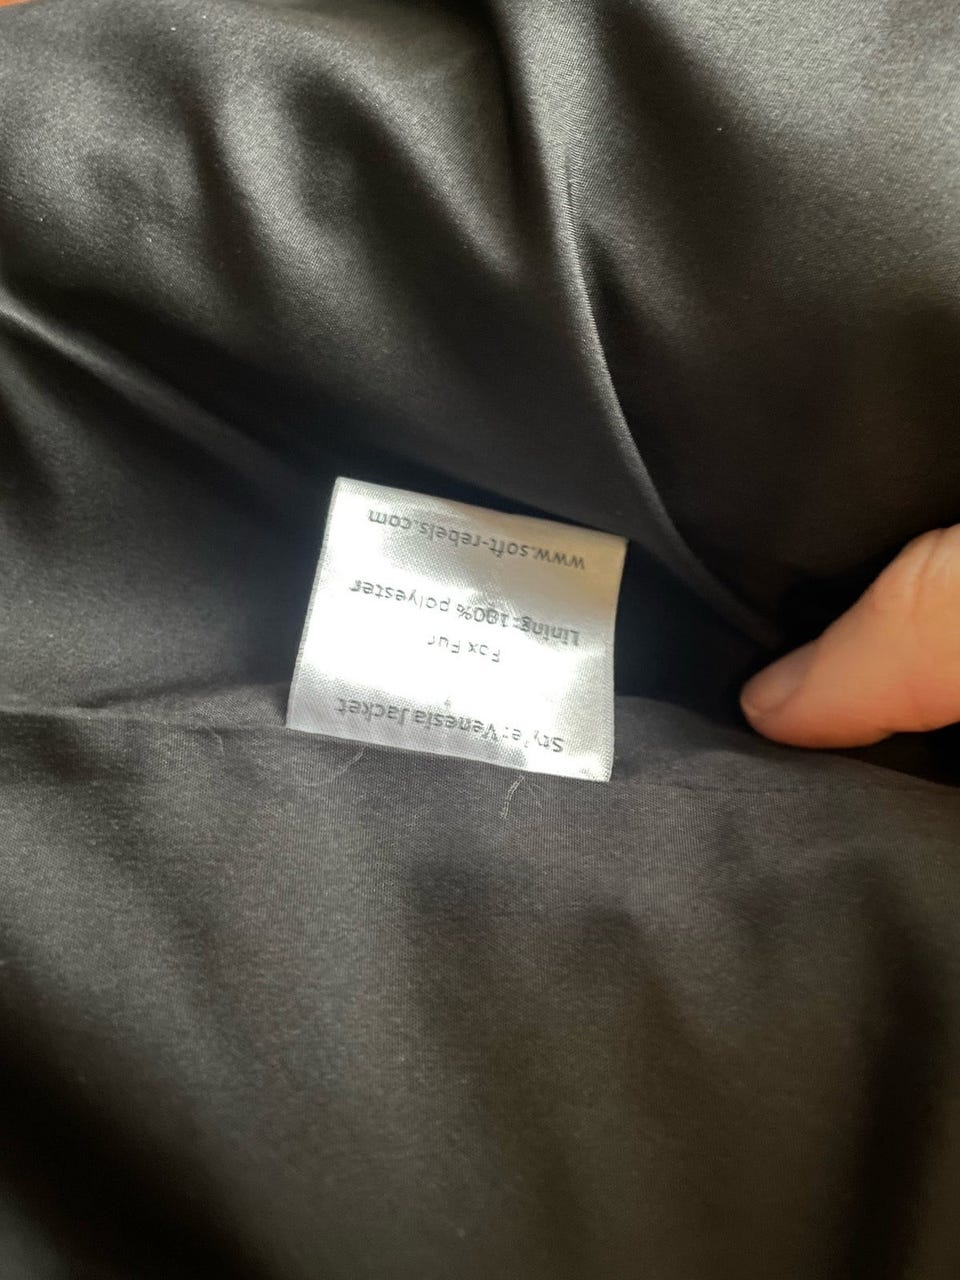 Style: Venesia Jacket
Fox Fur
Lining: 100% polyester
www.soft-rebels.com